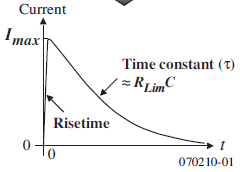 Current
Imax
Time constant (τ)
≈ RLimC
Risetime
0
0
t
070210-01